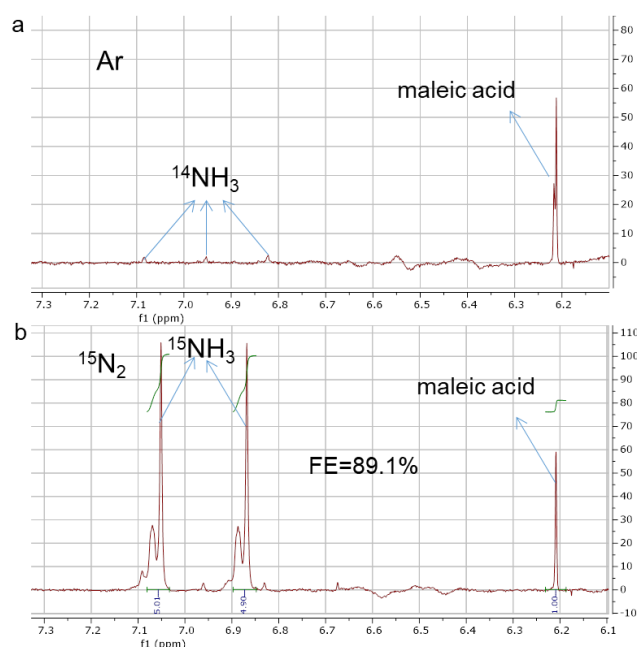 a
Ar
maleic acid
¹⁴NH₃
80
70
60
50
40
30
20
10
0
-10
7.3 7.2 7.1 7.0 6.9 6.8 6.7 6.6 6.5 6.4 6.3 6.2
f1 (ppm)
b
¹⁵N₂
¹⁵NH₃
maleic acid
FE=89.1%
110
100
90
80
70
60
50
40
30
20
10
0
-10
5.01
4.90
1.00
7.3 7.2 7.1 7.0 6.9 6.8 6.7 6.6 6.5 6.4 6.3 6.2 6.1
f1 (ppm)